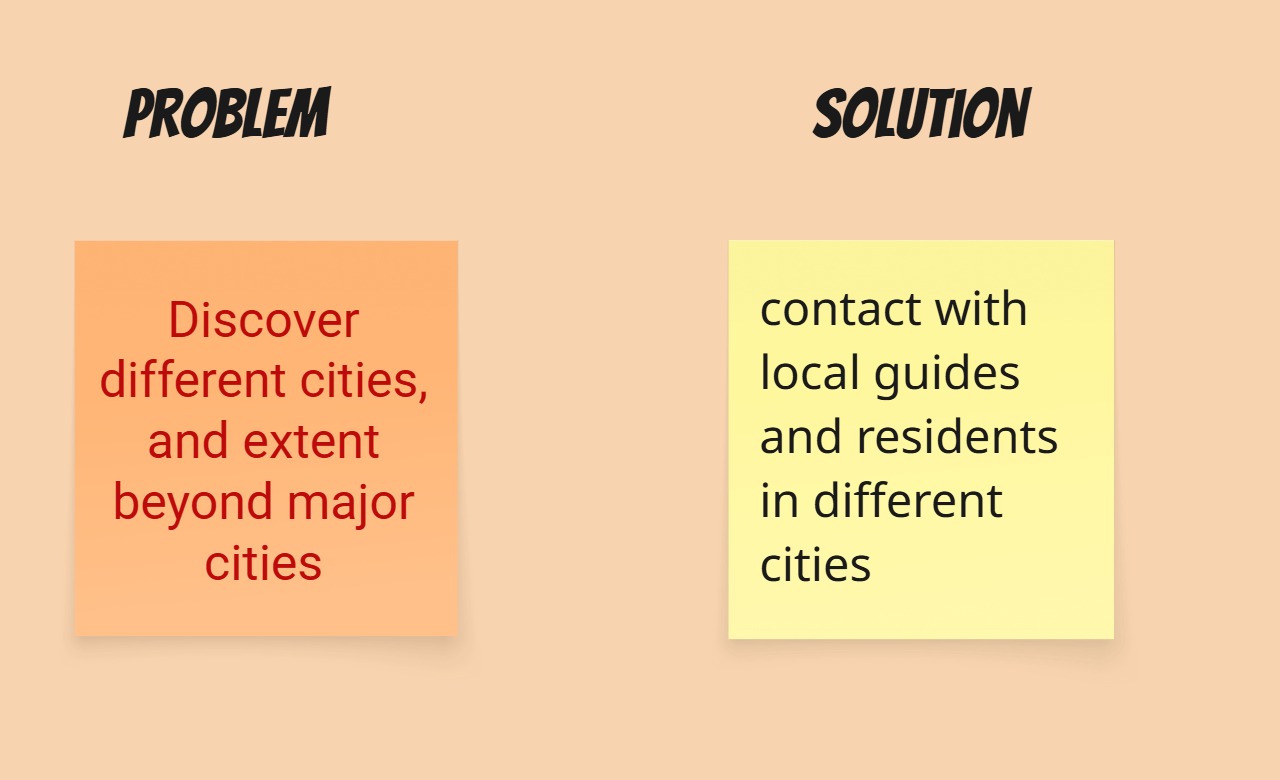 PROBLEM
SOLUTION
Discover
different cities,
and extent
beyond major
cities
contact with
local guides
and residents
in different
cities